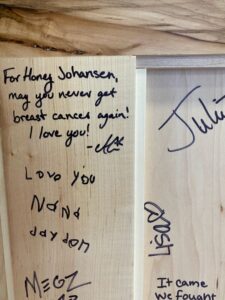 For Honey Johansen,
may you never get
breast cancer again!
I love you!
LOVE YOU
NANA
MEGZ
Juli
Lisa
It came
we fought